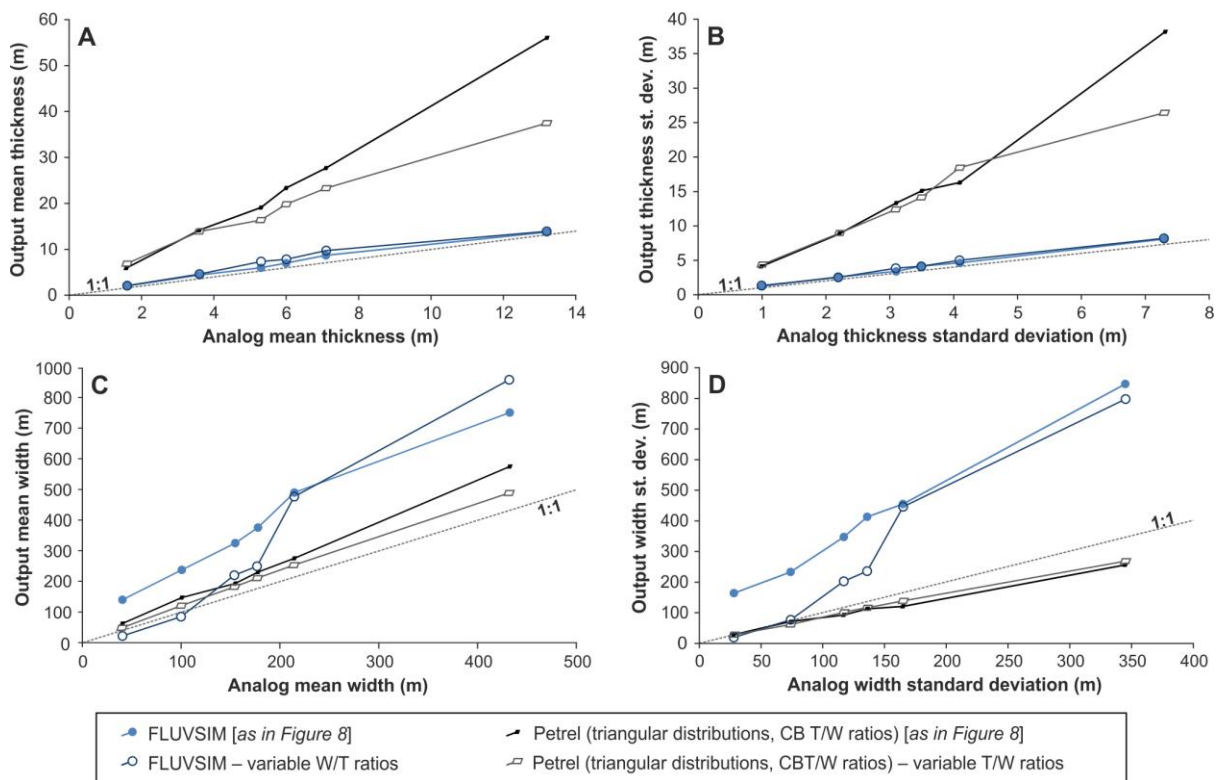 A
Output mean thickness (m)
60
50
40
30
20
10
0
1:1
0 2 4 6 8 10 12 14
Analog mean thickness (m)
B
Output thickness st. dev. (m)
40
35
30
25
20
15
10
5
0
1:1
0 1 2 3 4 5 6 7 8
Analog thickness standard deviation (m)
C
Output mean width (m)
1000
800
600
400
300
200
100
0
1:1
0 100 200 300 400 500
Analog mean width (m)
D
Output width st. dev. (m)
900
800
700
600
500
400
300
200
100
0
1:1
0 50 100 150 200 250 300 350 400
Analog width standard deviation (m)
FLUVSIM [as in Figure 8]
FLUVSIM – variable W/T ratios
Petrel (triangular distributions, CB T/W ratios) [as in Figure 8]
Petrel (triangular distributions, CBT/W ratios) – variable T/W ratios